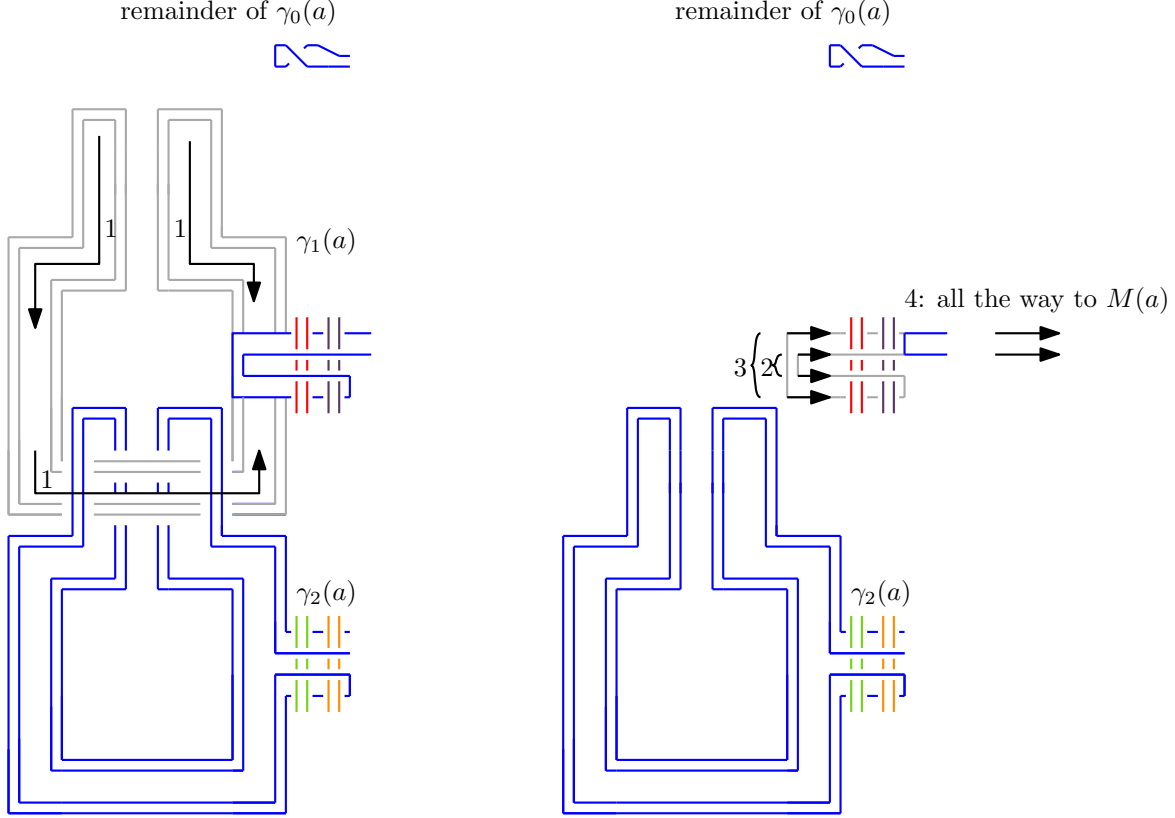 remainder of γ₀(a)
remainder of γ₀(a)
1
1
γ₁(a)
4: all the way to M(a)
3
2
1
γ₂(a)
γ₂(a)